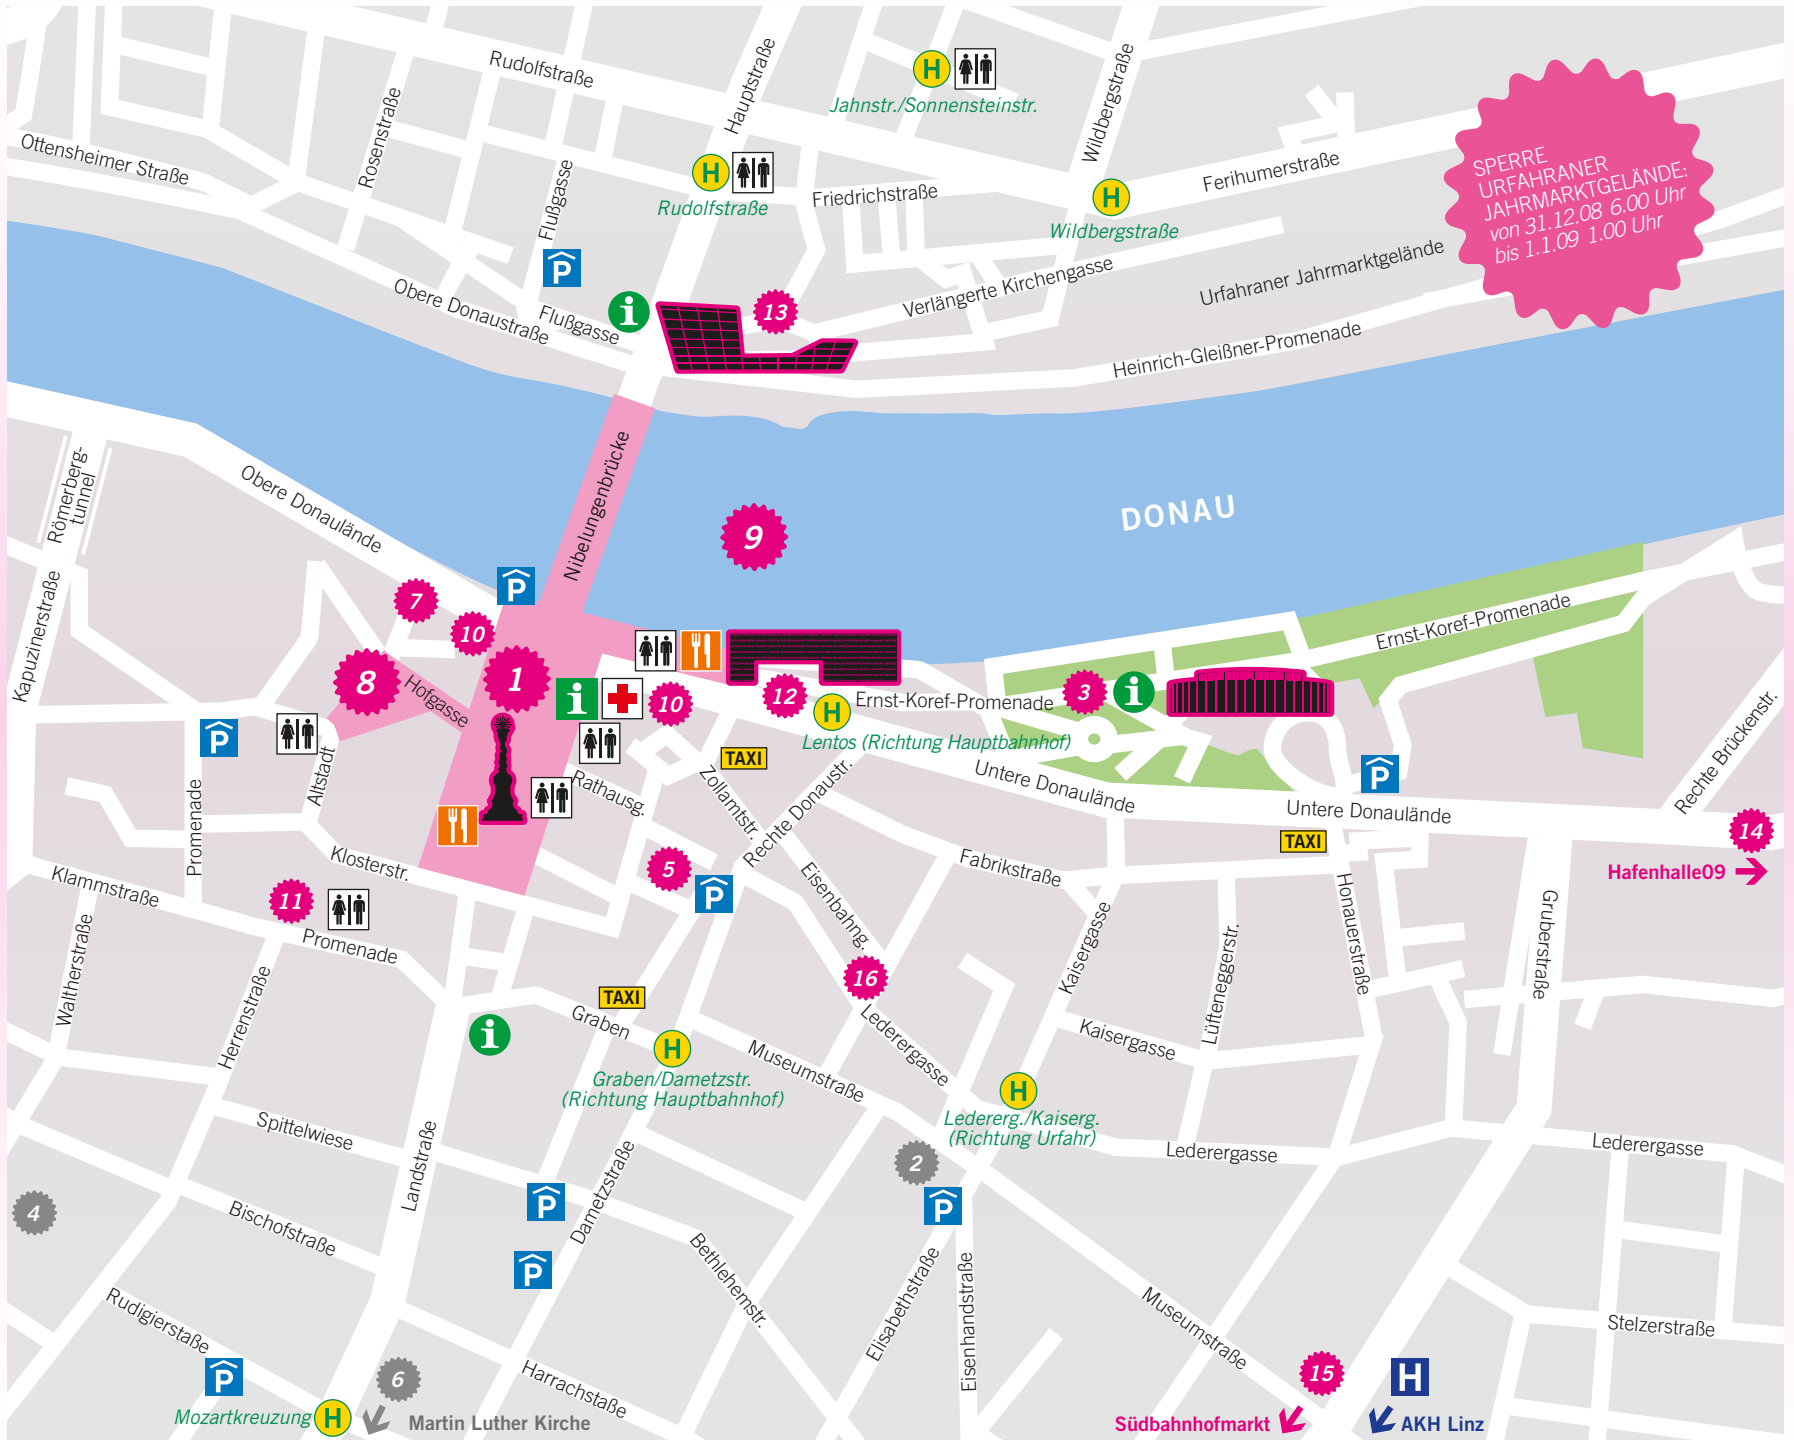 Rudolfstraße
Hauptstraße
H
Jahnstr./Sonnensteinstr.
Wildbergstraße
Rosenstraße
Ottensheimer Straße
Flußgasse
H
Rudolfstraße
Friedrichstraße
H
Wildbergstraße
Ferihumerstraße
SPERRE
URFAHRANER
JAHRMARKTGELÄNDE:
von 31.12.08 6.00 Uhr
bis 1.1.09 1.00 Uhr
P
Obere Donaustraße
Flußgasse
i
13
Verlängerte Kirchengasse
Urfahraner Jahrmarktgelände
Heinrich-Gleißner-Promenade
Römerberg-
tunnel
Obere Donaulände
Nibelungenbrücke
9
DONAU
Kapuzinerstraße
7
P
10
8
Hofgasse
1
i
10
12
H
Ernst-Koref-Promenade
Lentos (Richtung Hauptbahnhof)
3
i
Ernst-Koref-Promenade
P
Altstadt
Promenade
Rathausg.
TAXI
Zollamtstr.
Rechte Donaustr.
Untere Donaulände
P
Untere Donaulände
TAXI
Rechte Brückenstr.
14
Hafenhalle09
Klosterstr.
Klammstraße
11
Promenade
5
P
Eisenbahng.
Fabrikstraße
Waltherstraße
Herrenstraße
16
Kaisergasse
Lüfteneggerstr.
Honauerstraße
Gruberstraße
TAXI
Graben
i
H
Graben/Dametzstr.
(Richtung Hauptbahnhof)
Museumstraße
Lederergasse
Kaisergasse
H
Ledererg./Kaiserg.
(Richtung Urfahr)
Lederergasse
Lederergasse
Spittelwiese
Landstraße
Dametzstraße
2
P
4
Bischofstraße
P
P
Bethlehemstr.
Elisabethstraße
Eisenhandstraße
Museumstraße
Stelzerstraße
Rudigierstaße
P
Mozartkreuzung
H
6
Martin Luther Kirche
Harrachstaße
15
Südbahnhofmarkt
H
AKH Linz